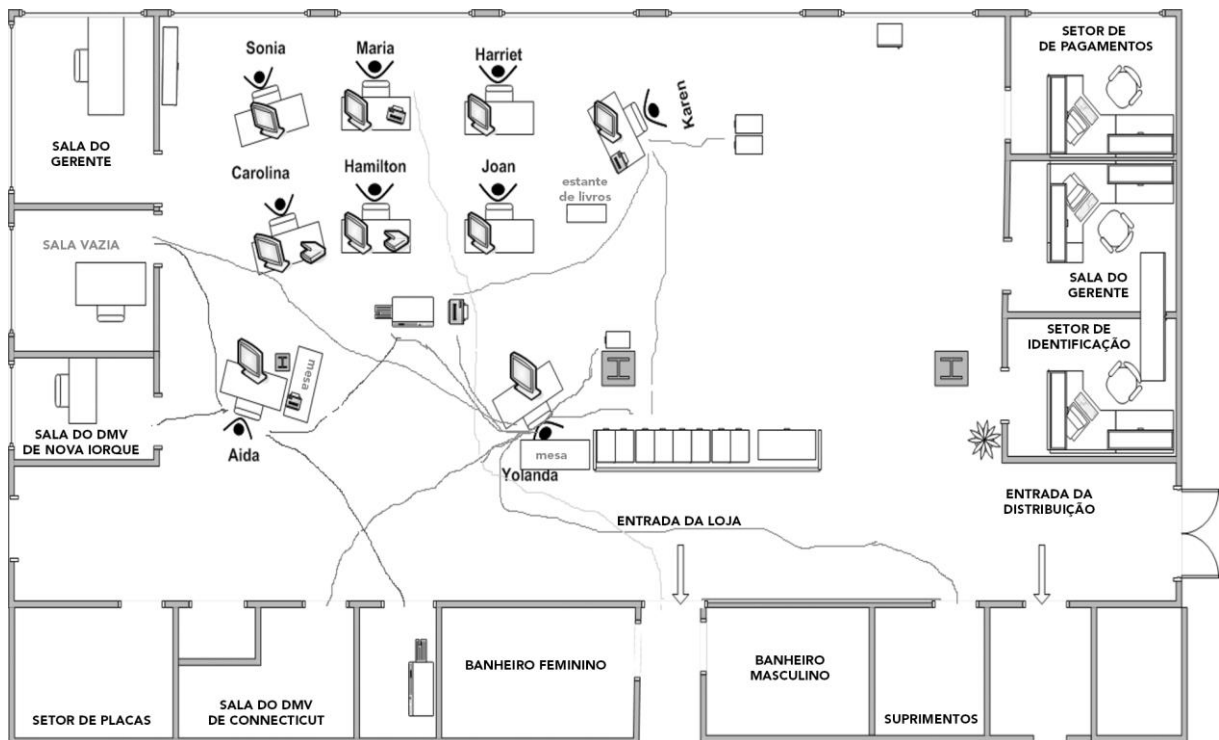 SETOR DE
DE PAGAMENTOS
Sonia
Maria
Harriet
Karen
SALA DO
GERENTE
Carolina
Hamilton
Joan
estante
de livros
SALA VAZIA
SALA DO
GERENTE
SETOR DE
IDENTIFICAÇÃO
mesa
SALA DO DMV
DE NOVA IORQUE
Aida
mesa
Yolanda
ENTRADA DA LOJA
ENTRADA DA
DISTRIBUIÇÃO
SETOR DE PLACAS
SALA DO DMV
DE CONNECTICUT
BANHEIRO FEMININO
BANHEIRO
MASCULINO
SUPRIMENTOS